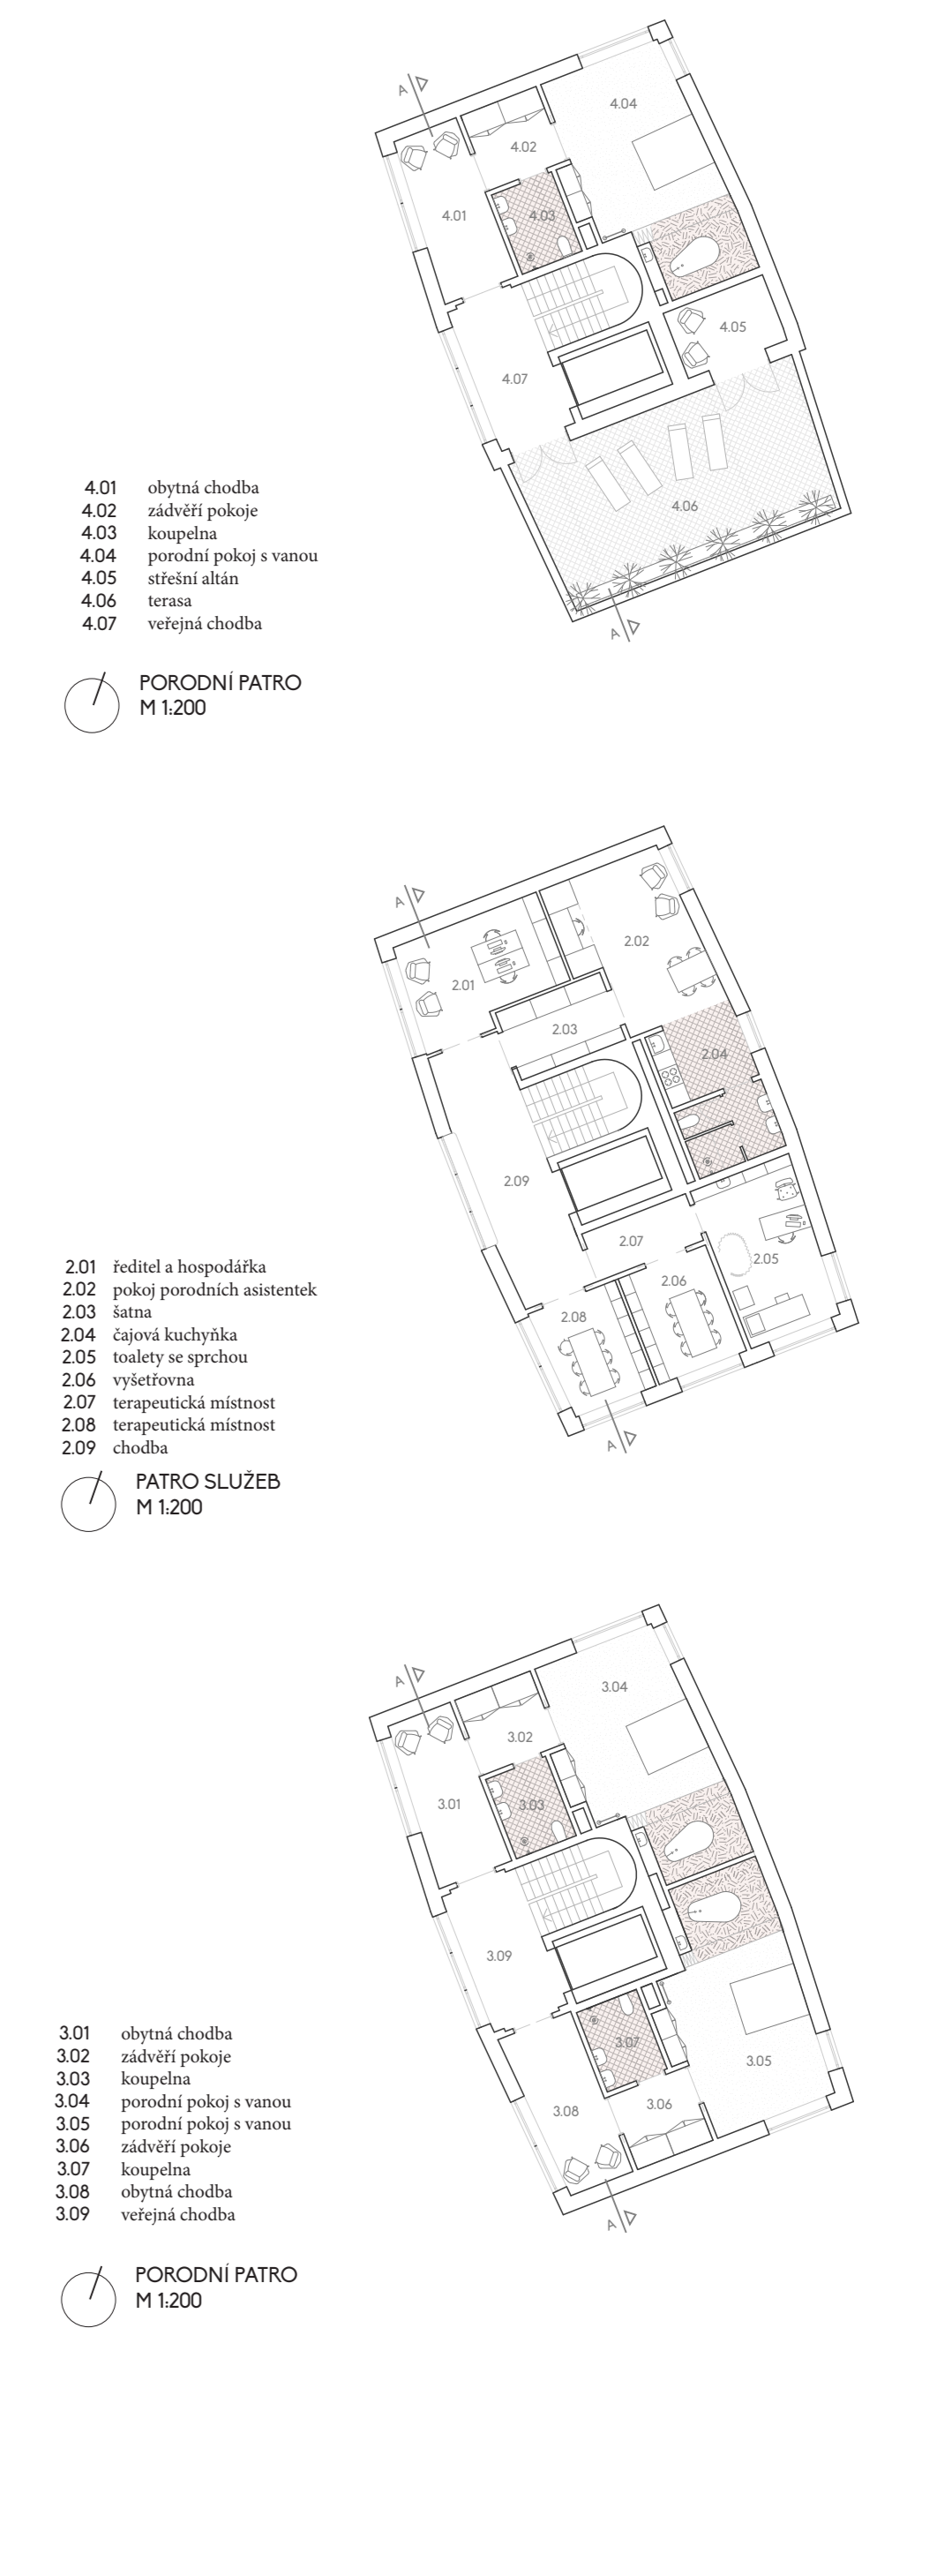 A
4.04
4.02
4.03
4.01
4.05
4.07
4.06
A
4.01 obytná chodba
4.02 zádvěří pokoje
4.03 koupelna
4.04 porodní pokoj s vanou
4.05 střešní altán
4.06 terasa
4.07 veřejná chodba
PORODNÍ PATRO
M 1:200
A
2.02
2.01
2.03
2.04
2.09
2.07
2.05
2.06
2.08
A
2.01 ředitel a hospodářka
2.02 pokoj porodních asistentek
2.03 šatna
2.04 čajová kuchyňka
2.05 toalety se sprchou
2.06 vyšetřovna
2.07 terapeutická místnost
2.08 terapeutická místnost
2.09 chodba
PATRO SLUŽEB
M 1:200
A
3.04
3.02
3.01
3.03
3.09
3.07
3.05
3.06
3.08
A
3.01 obytná chodba
3.02 zádvěří pokoje
3.03 koupelna
3.04 porodní pokoj s vanou
3.05 porodní pokoj s vanou
3.06 zádvěří pokoje
3.07 koupelna
3.08 obytná chodba
3.09 veřejná chodba
PORODNÍ PATRO
M 1:200